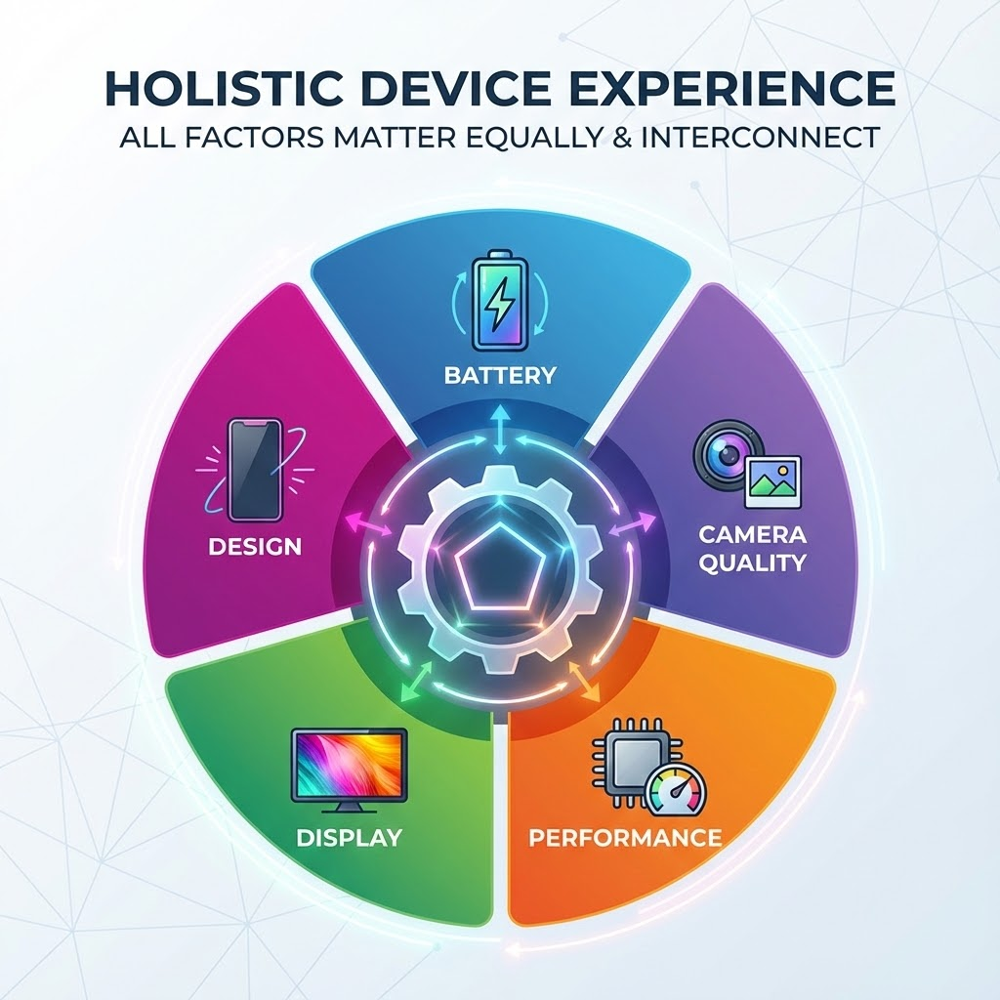 HOLISTIC DEVICE EXPERIENCE
ALL FACTORS MATTER EQUALLY & INTERCONNECT
BATTERY
DESIGN
CAMERA
QUALITY
DISPLAY
PERFORMANCE